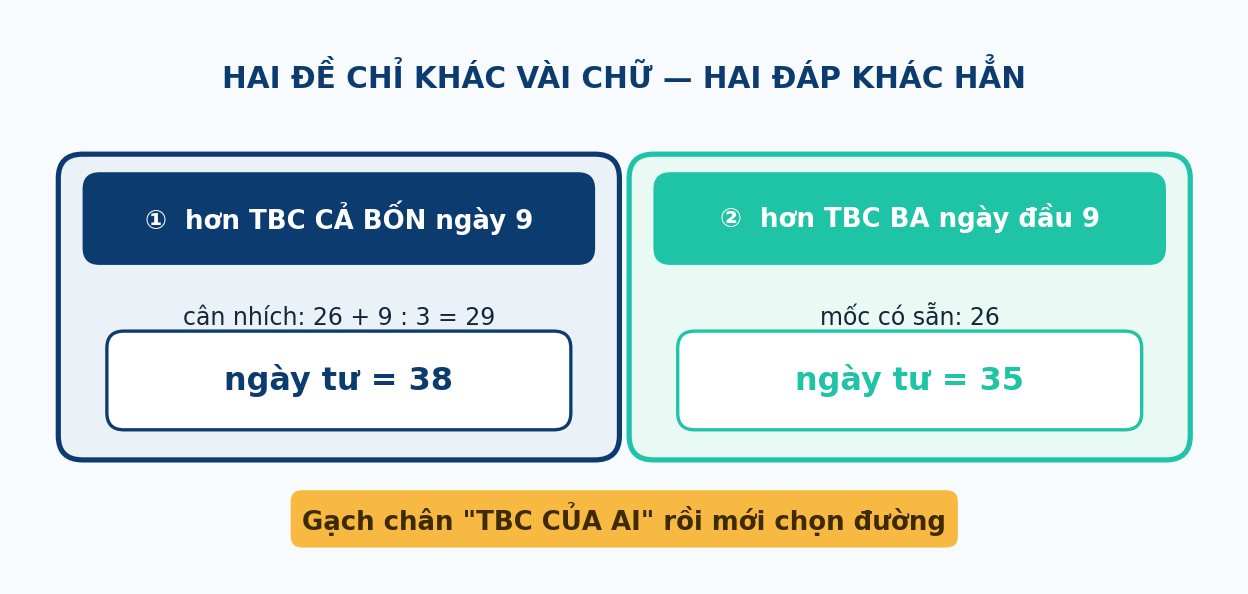 HAI ĐỀ CHỈ KHÁC VÀI CHỮ — HAI ĐÁP KHÁC HẲN
① hơn TBC CẢ BỐN ngày 9
cân nhích: 26 + 9 : 3 = 29
ngày tư = 38
② hơn TBC BA ngày đầu 9
mốc có sẵn: 26
ngày tư = 35
Gạch chân "TBC CỦA AI" rồi mới chọn đường